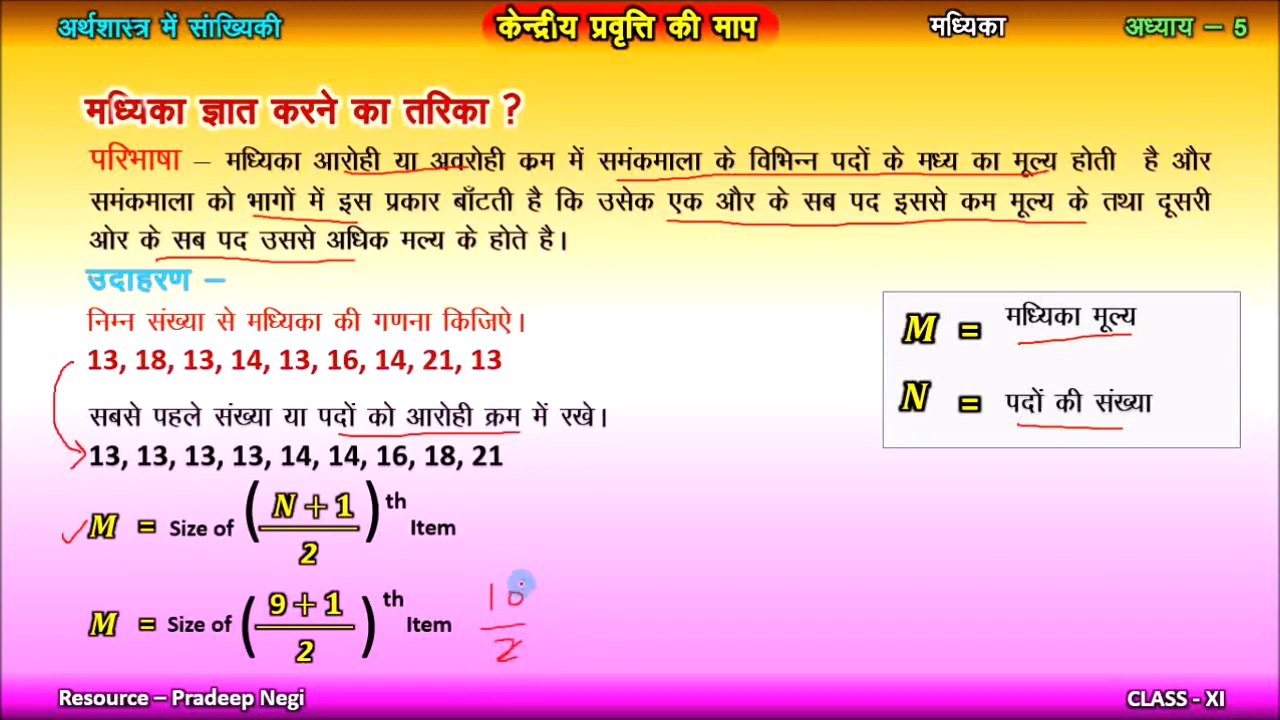 अर्थशास्त्र में सांख्यिकी
केन्द्रीय प्रवृत्ति की माप
मध्यिका
अध्याय – 5
मध्यिका ज्ञात करने का तरिका ?
परिभाषा – मध्यिका आरोही या अवरोही क्रम में समंकमाला के विभिन्न पदों के मध्य का मूल्य होती है और
समंकमाला को भागों में इस प्रकार बाँटती है कि उसेक एक और के सब पद इससे कम मूल्य के तथा दूसरी
ओर के सब पद उससे अधिक मल्य के होते है।
उदाहरण –
निम्न संख्या से मध्यिका की गणना किजिऐ।
13, 18, 13, 14, 13, 16, 14, 21, 13
सबसे पहले संख्या या पदों को आरोही क्रम में रखे।
13, 13, 13, 13, 14, 14, 16, 18, 21
M = Size of (N + 1 / 2)th Item
M = Size of (9 + 1 / 2)th Item 10 / 2
M = मध्यिका मूल्य
N = पदों की संख्या
Resource – Pradeep Negi
CLASS - XI